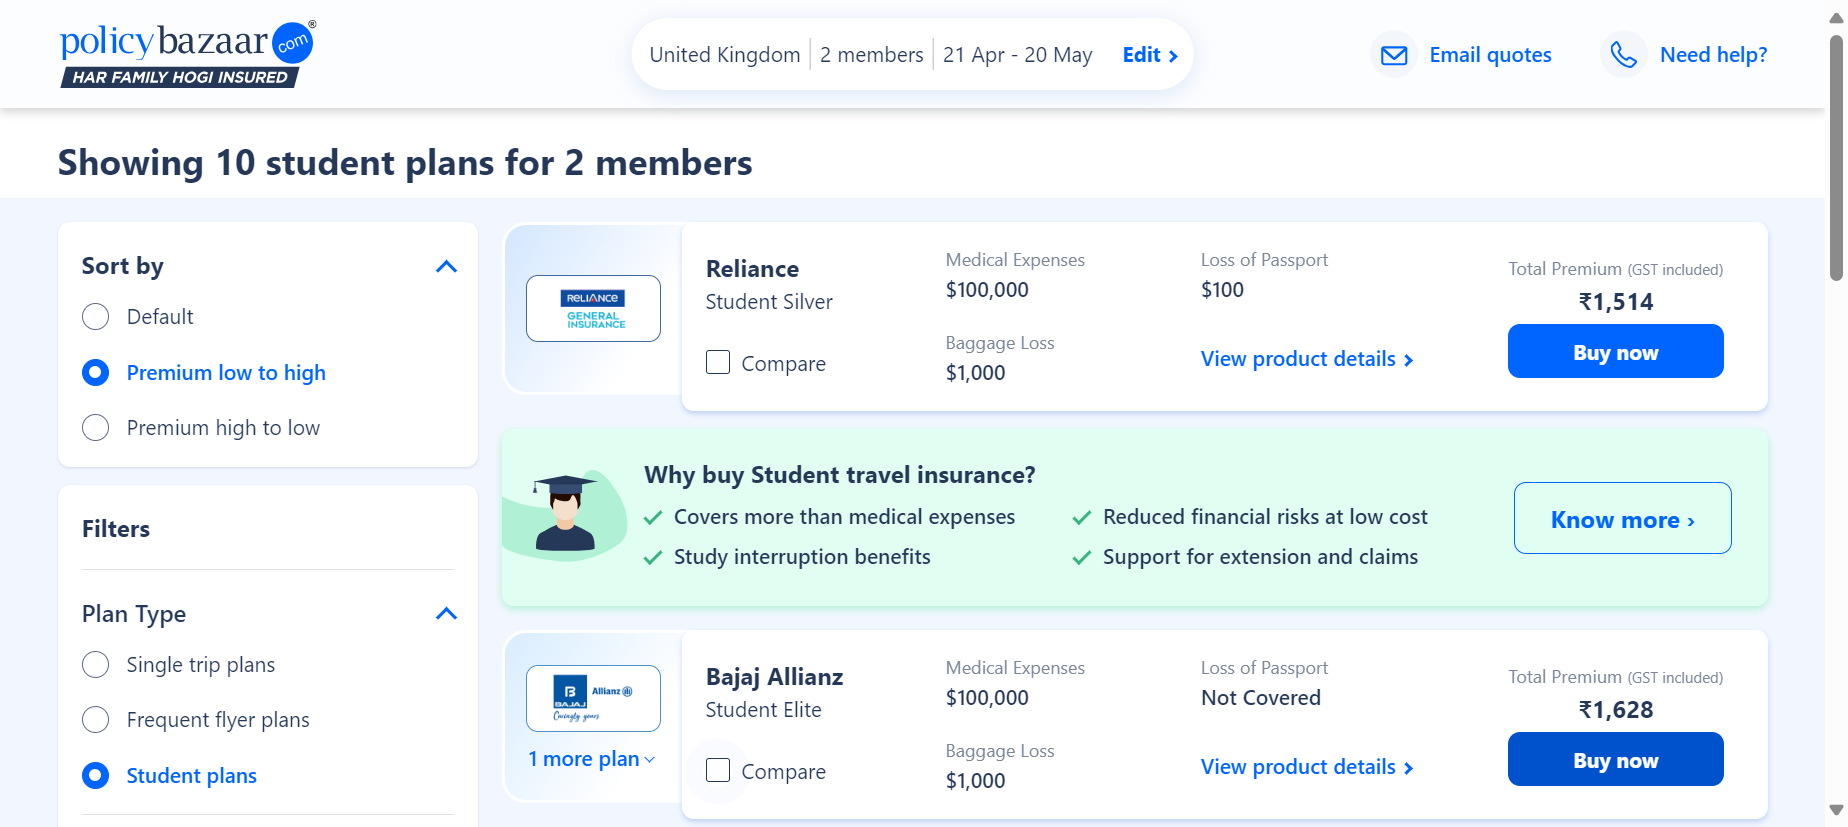 policybazaar.com®
HAR FAMILY HOGI INSURED
United Kingdom 2 members 21 Apr - 20 May Edit
Email quotes
Need help?
Showing 10 student plans for 2 members
Sort by
Default
Premium low to high
Premium high to low
Filters
Plan Type
Single trip plans
Frequent flyer plans
Student plans
RELIANCE
GENERAL
INSURANCE
Reliance
Student Silver
Compare
Medical Expenses
$100,000
Baggage Loss
$1,000
Loss of Passport
$100
View product details
Total Premium (GST included)
₹1,514
Buy now
Why buy Student travel insurance?
Covers more than medical expenses
Study interruption benefits
Reduced financial risks at low cost
Support for extension and claims
Know more ›
B
BAJAJ
Allianz
Caringly yours
1 more plan
Bajaj Allianz
Student Elite
Compare
Medical Expenses
$100,000
Baggage Loss
$1,000
Loss of Passport
Not Covered
View product details
Total Premium (GST included)
₹1,628
Buy now